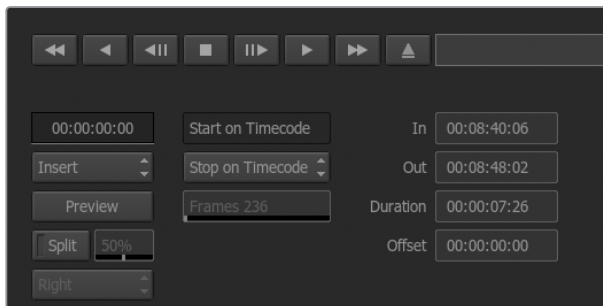 00:00:00:00 Start on Timecode In 00:08:40:06
Insert Stop on Timecode Out 00:08:48:02
Preview Frames 236 Duration 00:00:07:26
Split 50% Offset 00:00:00:00
Right